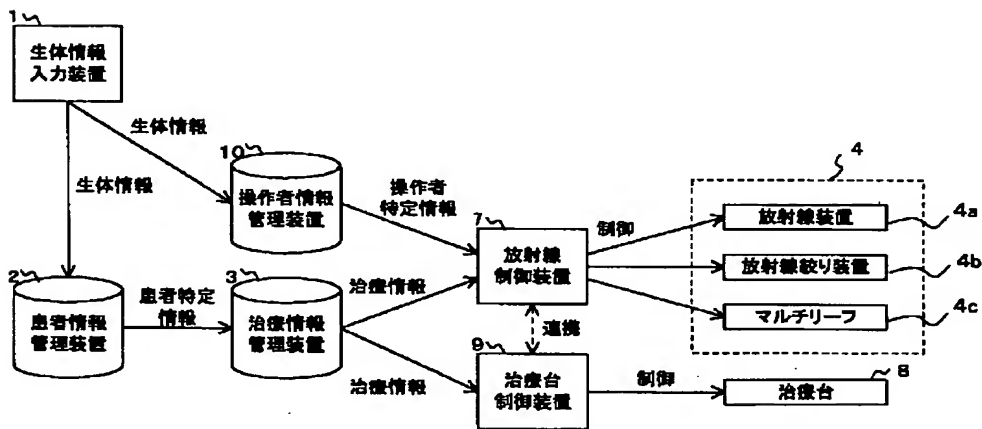 1
生体情報
入力装置
生体情報
生体情報
10
操作者情報
管理装置
操作者
特定情報
2
患者情報
管理装置
患者特定
情報
3
治療情報
管理装置
治療情報
治療情報
7
放射線
制御装置
連携
9
治療台
制御装置
制御
制御
4
放射線装置
4a
放射線絞り装置
4b
マルチリーフ
4c
治療台
8